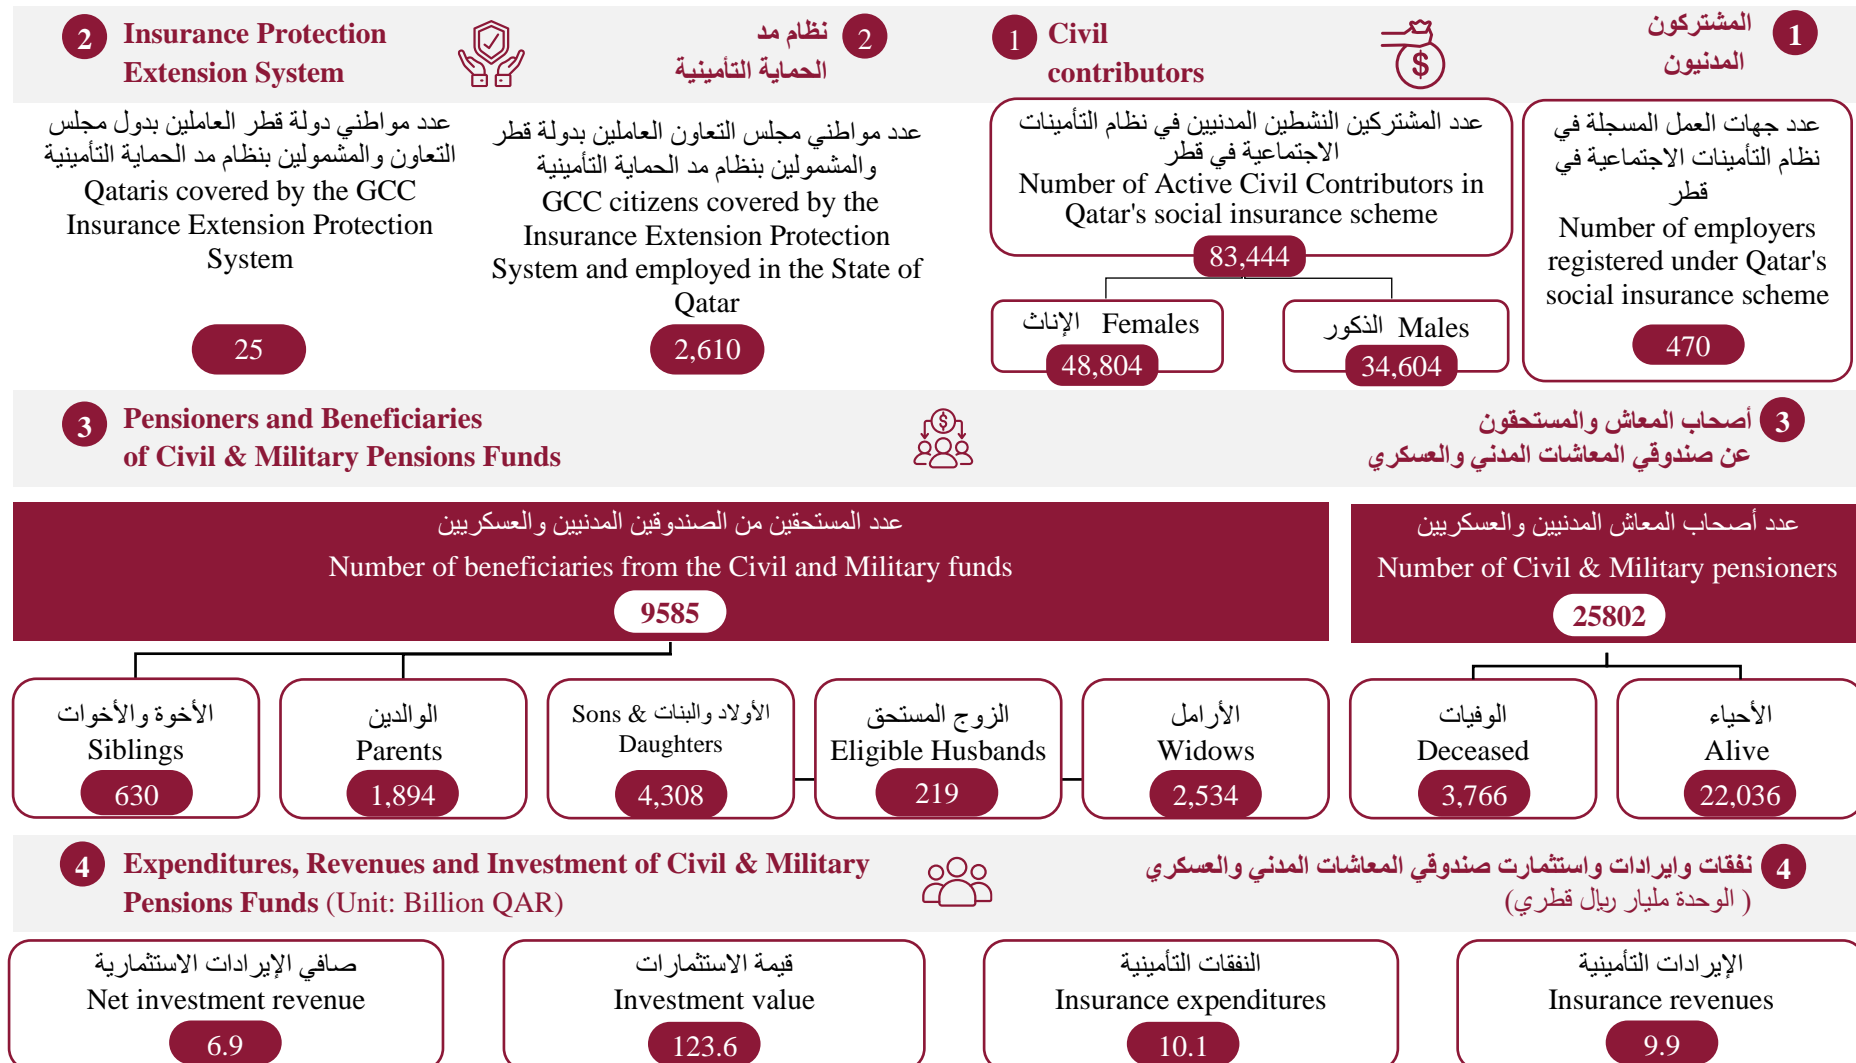 2 Insurance Protection
Extension System
2 نظام مد
الحماية التأمينية
1 Civil
contributors
1 المشتركون
المدنيون
عدد مواطني دولة قطر العاملين بدول مجلس
التعاون والمشمولين بنظام مد الحماية التأمينية
Qataris covered by the GCC
Insurance Extension Protection
System
25
عدد مواطني مجلس التعاون العاملين بدولة قطر
والمشمولين بنظام مد الحماية التأمينية
GCC citizens covered by the
Insurance Extension Protection
System and employed in the State of
Qatar
2,610
عدد المشتركين النشطين المدنيين في نظام التأمينات
الاجتماعية في قطر
Number of Active Civil Contributors in
Qatar's social insurance scheme
83,444
الإناث Females
48,804
الذكور Males
34,604
عدد جهات العمل المسجلة في
نظام التأمينات الاجتماعية في
قطر
Number of employers
registered under Qatar's
social insurance scheme
470
3 Pensioners and Beneficiaries
of Civil & Military Pensions Funds
3 أصحاب المعاش والمستحقون
عن صندوقي المعاشات المدني والعسكري
عدد المستحقين من الصندوقين المدنيين والعسكريين
Number of beneficiaries from the Civil and Military funds
9585
عدد أصحاب المعاش المدنيين والعسكريين
Number of Civil & Military pensioners
25802
الأخوة والأخوات
Siblings
630
الوالدين
Parents
1,894
الأولاد والبنات Sons &
Daughters
4,308
الزوج المستحق
Eligible Husbands
219
الأرامل
Widows
2,534
الوفيات
Deceased
3,766
الأحياء
Alive
22,036
4 Expenditures, Revenues and Investment of Civil & Military
Pensions Funds (Unit: Billion QAR)
4 نفقات وايرادات واستثمارت صندوقي المعاشات المدني والعسكري
( الوحدة مليار ريال قطري)
صافي الإيرادات الاستثمارية
Net investment revenue
6.9
قيمة الاستثمارات
Investment value
123.6
النفقات التأمينية
Insurance expenditures
10.1
الإيرادات التأمينية
Insurance revenues
9.9